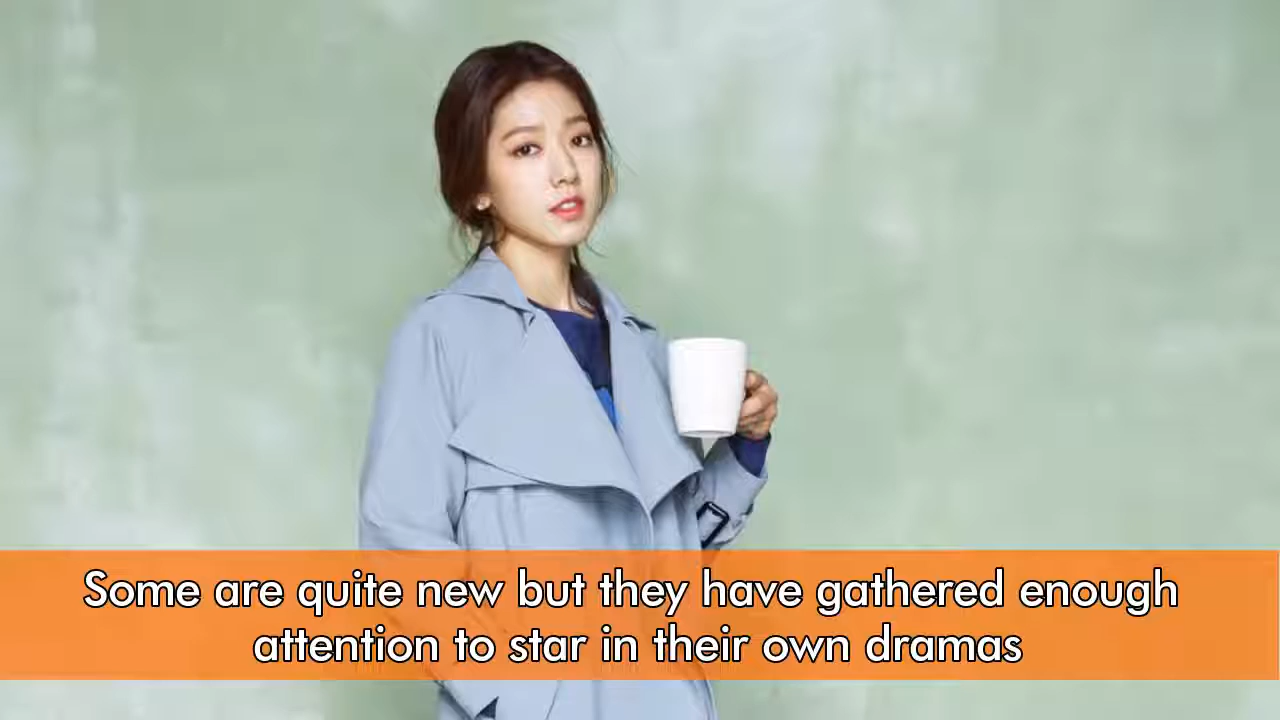 Some are quite new but they have gathered enough
attention to star in their own dramas